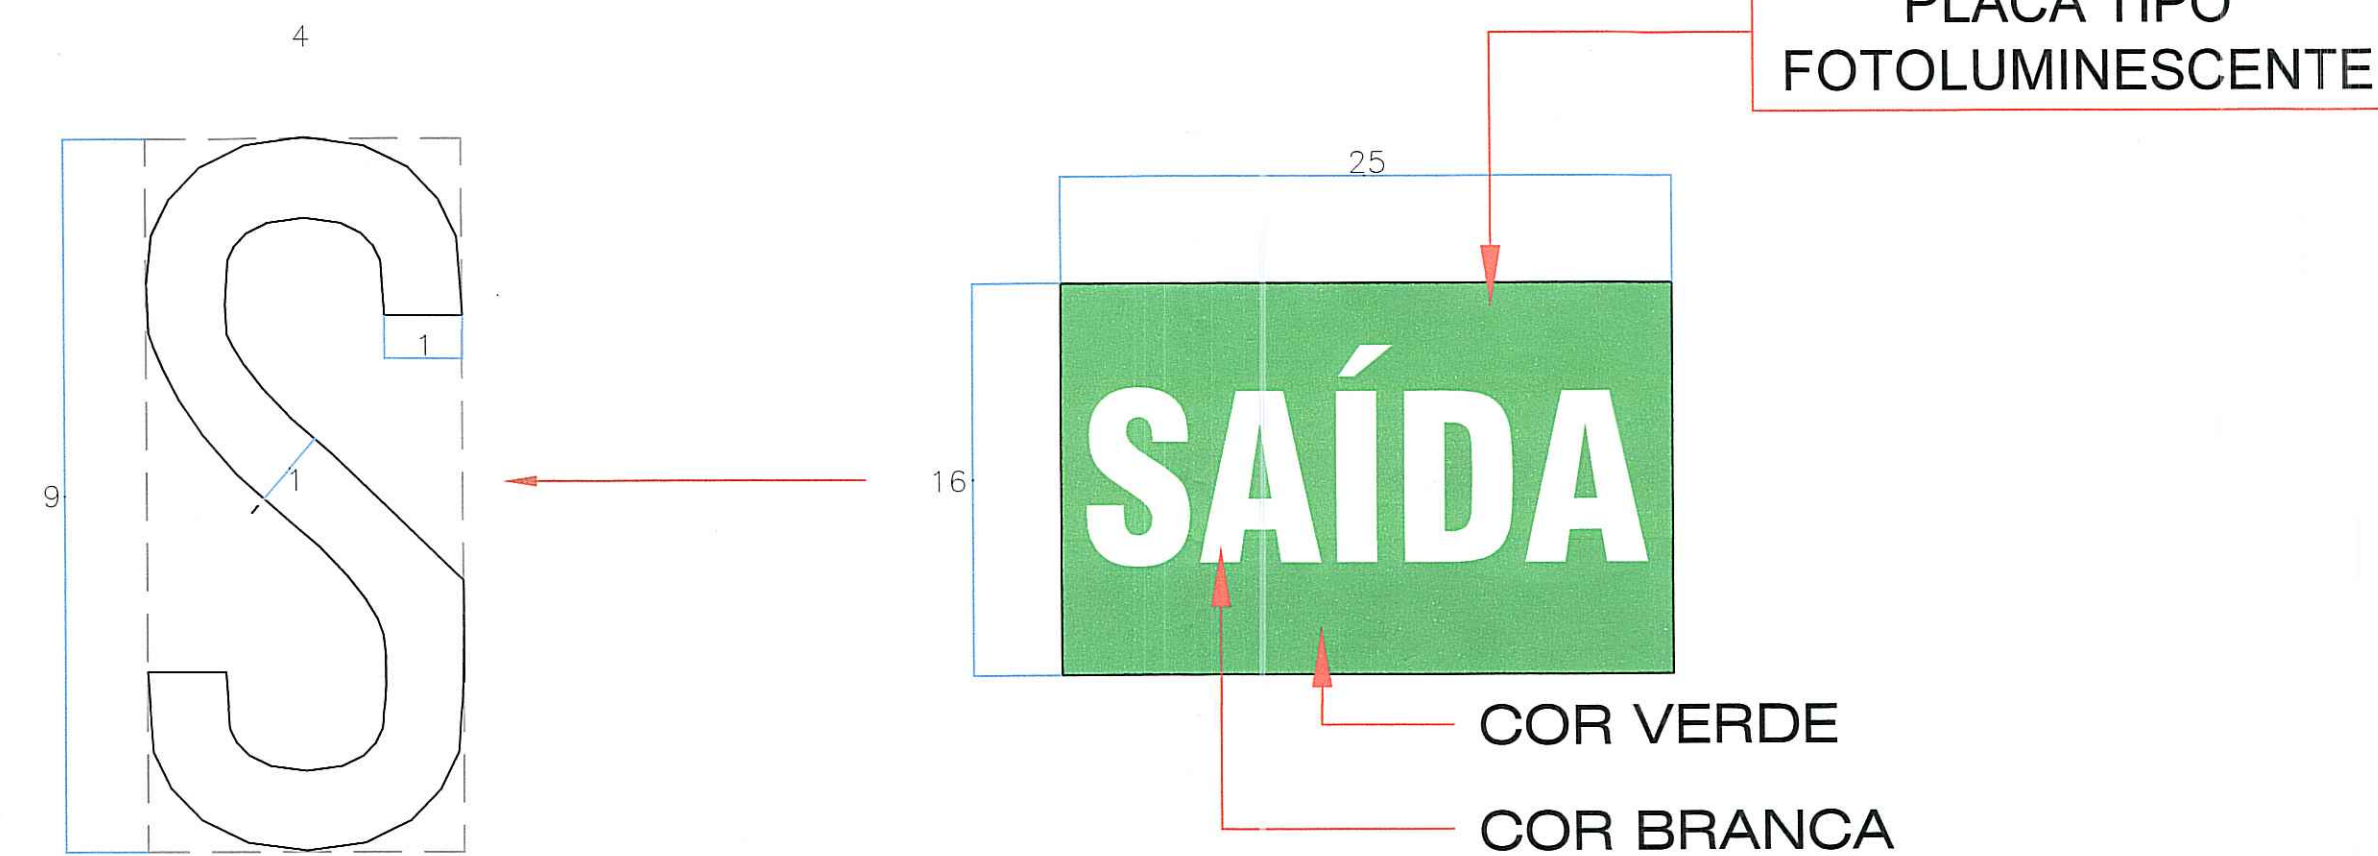 4
PLACA TIPO
FOTOLUMINESCENTE
25
1
SAÍDA
1
16
9
COR VERDE
COR BRANCA